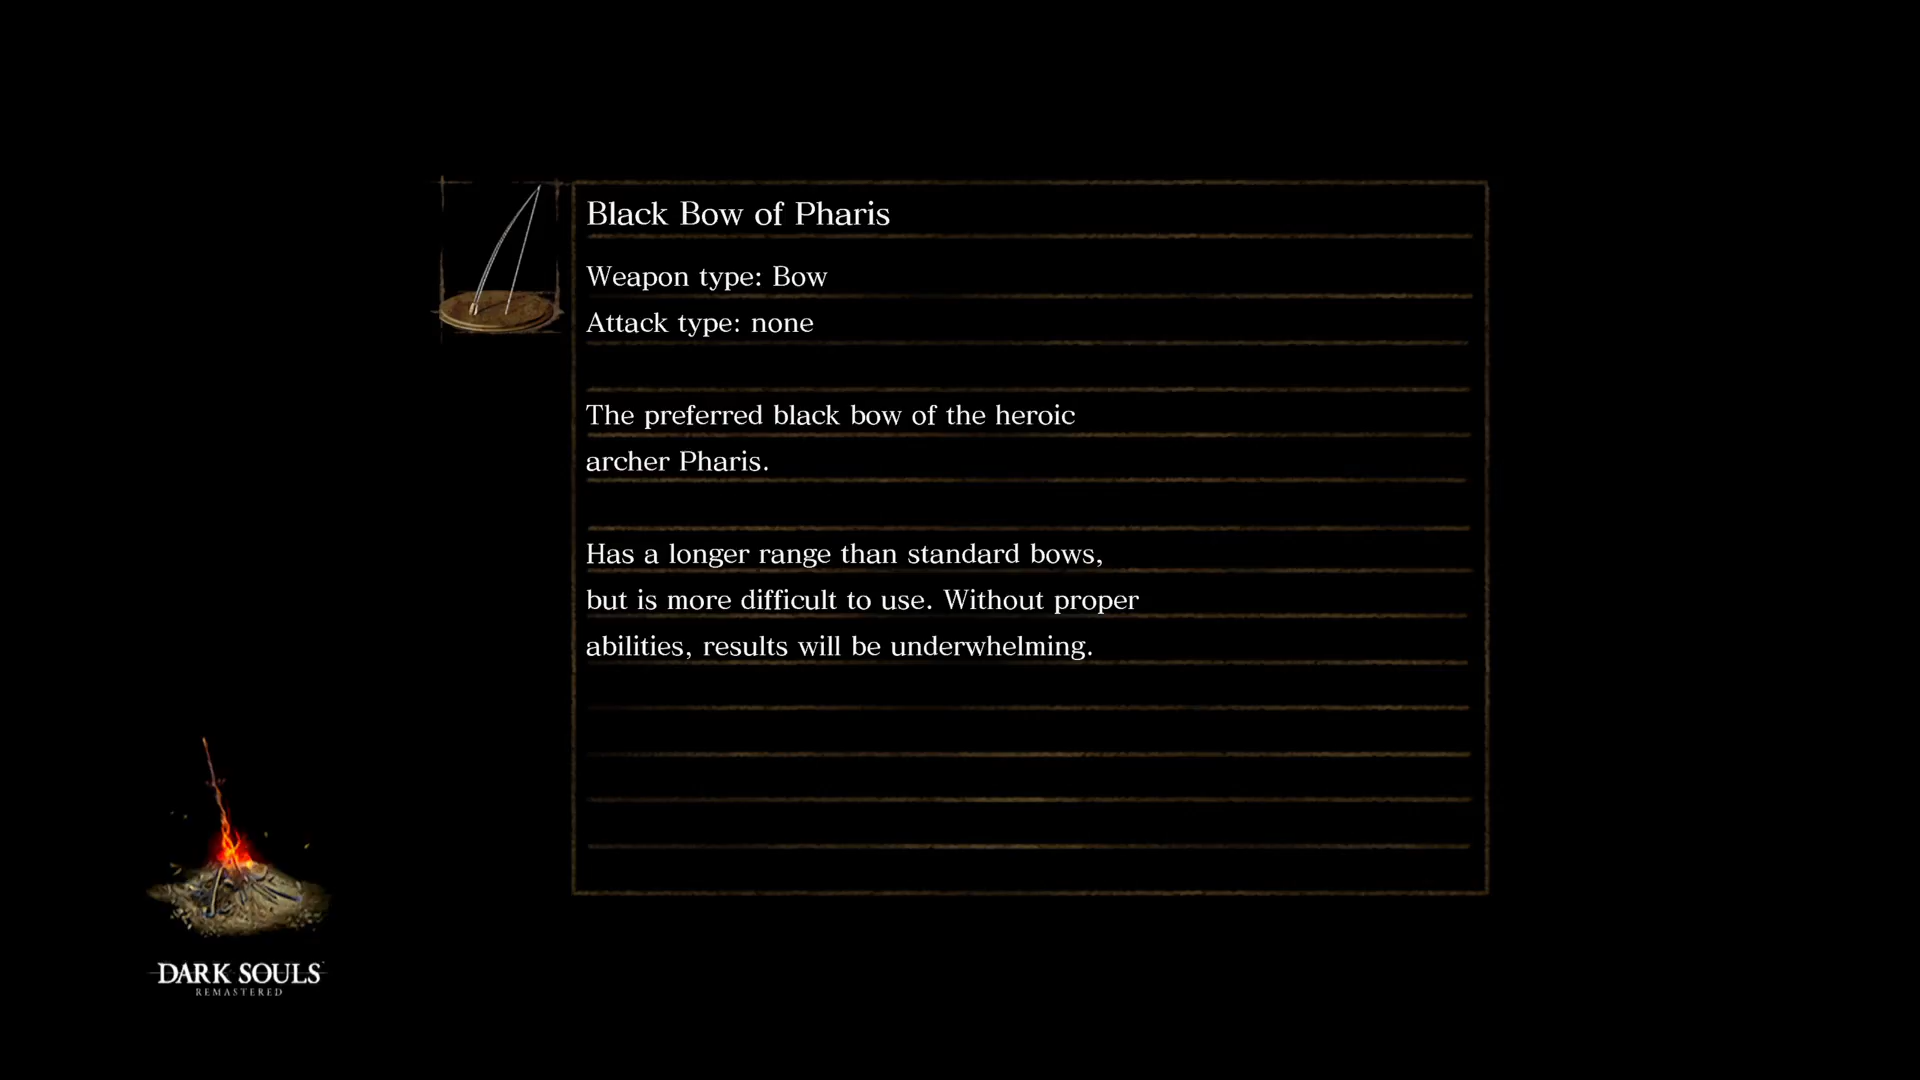 Black Bow of Pharis
Weapon type: Bow
Attack type: none
The preferred black bow of the heroic
archer Pharis.
Has a longer range than standard bows,
but is more difficult to use. Without proper
abilities, results will be underwhelming.
DARK SOULS
REMASTERED